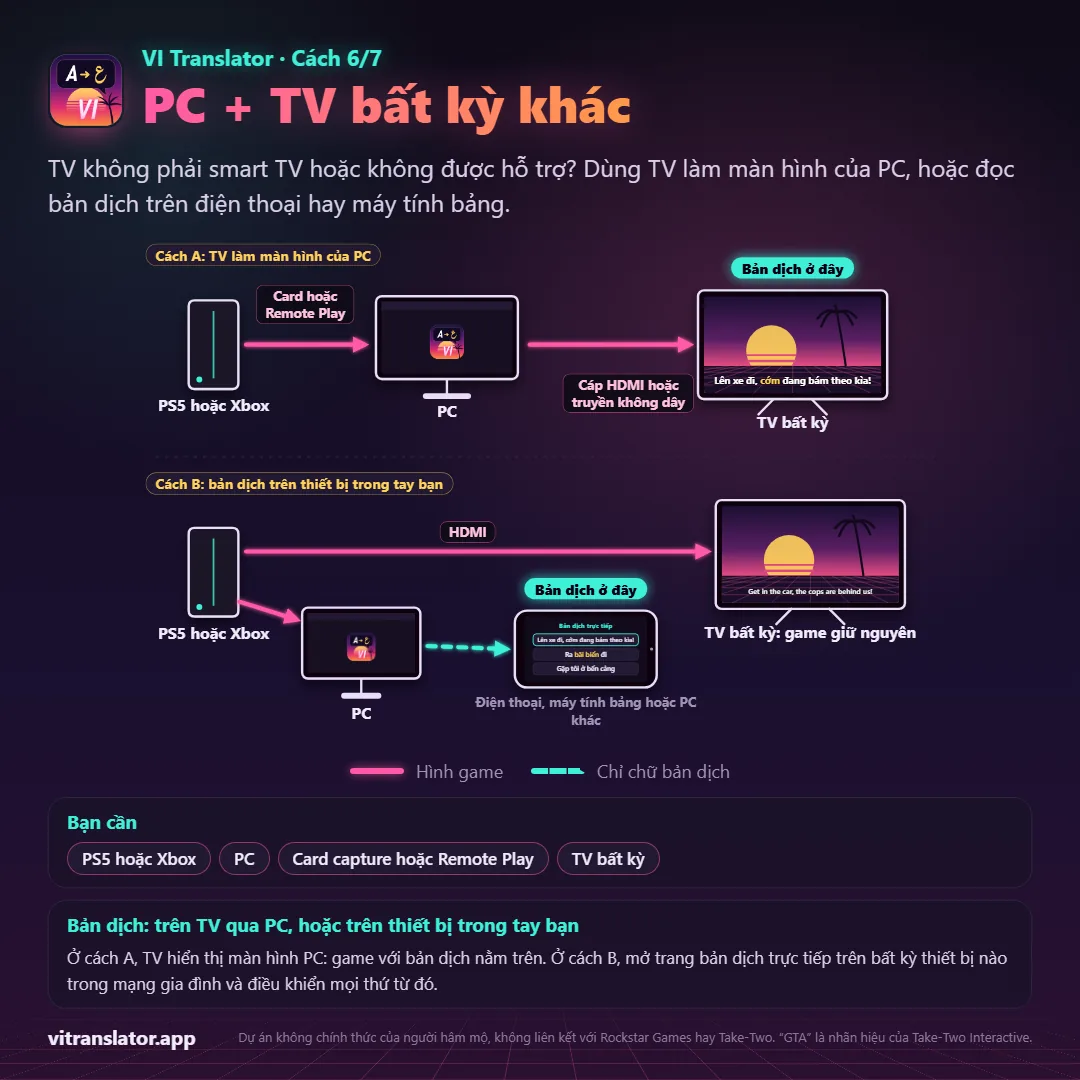 A→ع
VI
VI Translator · Cách 6/7
PC + TV bất kỳ khác
TV không phải smart TV hoặc không được hỗ trợ? Dùng TV làm màn hình của PC, hoặc đọc
bản dịch trên điện thoại hay máy tính bảng.
Cách A: TV làm màn hình của PC
Bản dịch ở đây
Card hoặc
Remote Play
A→ع
VI
Lên xe đi, cớm đang bám theo kìa!
Cáp HDMI hoặc
truyền không dây
PS5 hoặc Xbox
PC
TV bất kỳ
Cách B: bản dịch trên thiết bị trong tay bạn
HDMI
Bản dịch ở đây
Get in the car, the cops are behind us!
Bản dịch trực tiếp
Lên xe đi, cớm đang bám theo kìa!
Ra bãi biển đi
Gặp tôi ở bến cảng
A→ع
VI
PS5 hoặc Xbox
TV bất kỳ: game giữ nguyên
PC
Điện thoại, máy tính bảng hoặc PC
khác
Hình game
Chỉ chữ bản dịch
Bạn cần
PS5 hoặc Xbox
PC
Card capture hoặc Remote Play
TV bất kỳ
Bản dịch: trên TV qua PC, hoặc trên thiết bị trong tay bạn
Ở cách A, TV hiển thị màn hình PC: game với bản dịch nằm trên. Ở cách B, mở trang bản dịch trực tiếp trên bất kỳ thiết bị nào
trong mạng gia đình và điều khiển mọi thứ từ đó.
vitranslator.app
Dự án không chính thức của người hâm mộ, không liên kết với Rockstar Games hay Take-Two. “GTA” là nhãn hiệu của Take-Two Interactive.